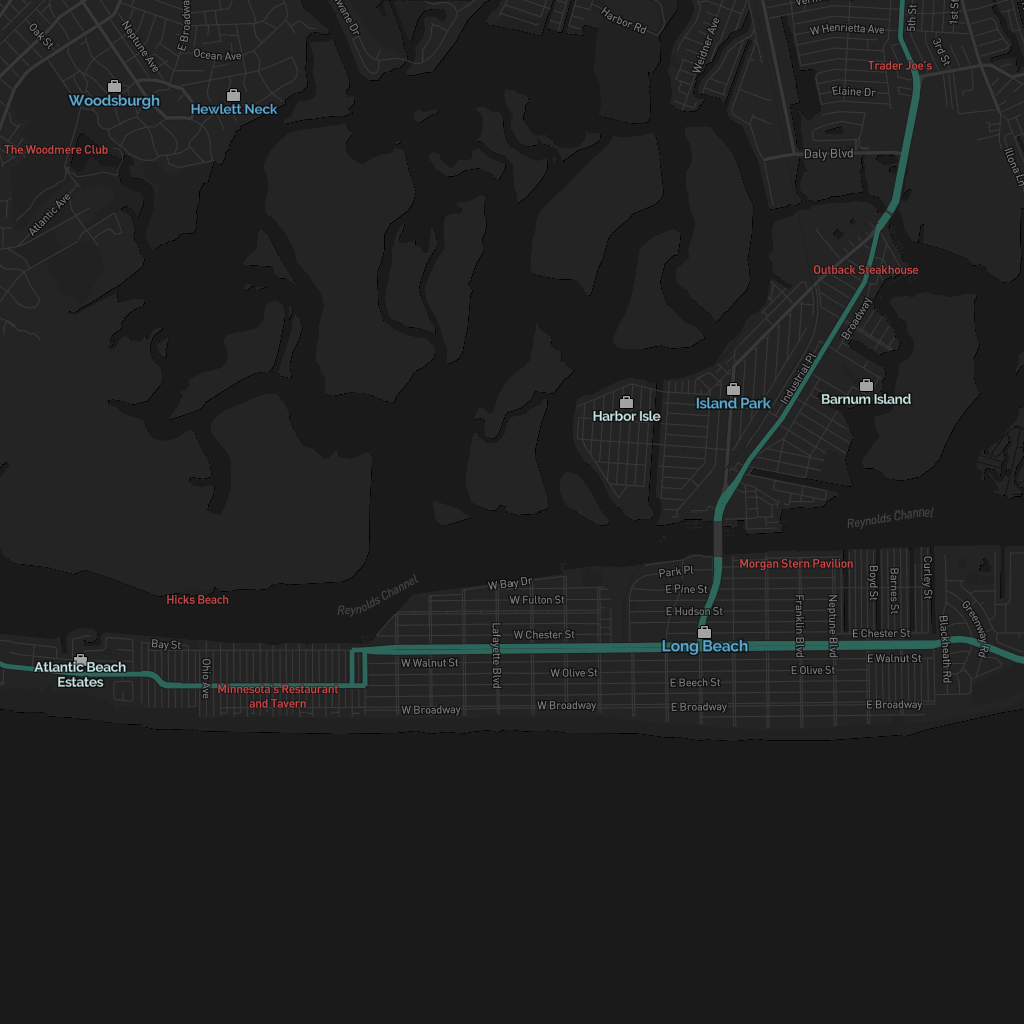 Oak St
Neptune Ave
E Broadway
Ocean Ave
Harbor Rd
Weidner Ave
W Henrietta Ave
5th St
1st St
3rd St
Trader Joe's
Elaine Dr
Woodsburgh
Hewlett Neck
The Woodmere Club
Atlantic Ave
Daly Blvd
Illona Ln
Outback Steakhouse
Broadway
Industrial Pl
Island Park
Barnum Island
Harbor Isle
Reynolds Channel
Morgan Stern Pavilion
Park Pl
E Pine St
E Hudson St
W Bay Dr
W Fulton St
Reynolds Channel
Hicks Beach
Boyd St
Barnes St
Curley St
Franklin Blvd
Neptune Blvd
Blackheath Rd
Greenway Rd
W Chester St
E Chester St
Bay St
Long Beach
Lafayette Blvd
W Walnut St
E Walnut St
Atlantic Beach
Estates
Ohio Ave
W Olive St
E Olive St
E Beech St
Minnesota's Restaurant
and Tavern
W Broadway
W Broadway
E Broadway
E Broadway